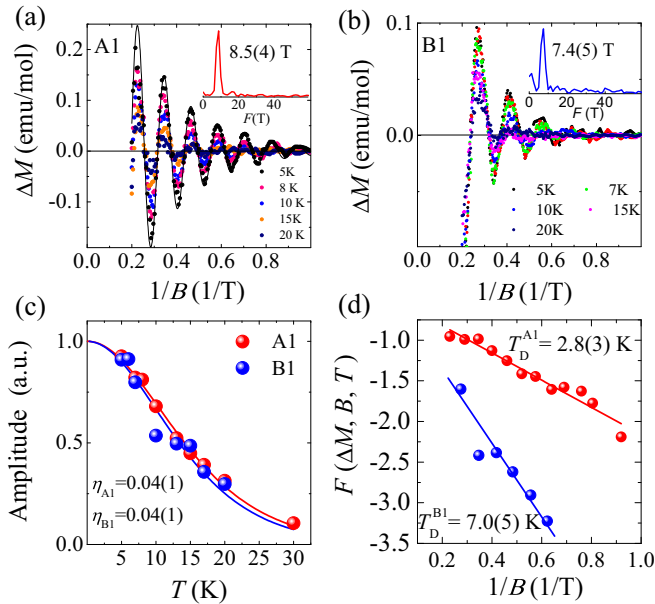 (a)
A1
8.5(4) T
0 20 40
F(T)
0.2
0.1
0.0
-0.1
ΔM (emu/mol)
5K
8 K
10 K
15K
20 K
0.0 0.2 0.4 0.6 0.8
1/B (1/T)
(b)
B1
7.4(5) T
0 20 40
F (T)
0.1
0.0
ΔM (emu/mol)
5K 7K
10K 15K
20K
0.0 0.2 0.4 0.6 0.8
1/B (1/T)
(c)
A1
B1
1.0
0.5
0.0
Amplitude (a.u.)
η_A1=0.04(1)
η_B1=0.04(1)
5 10 15 20 25 30
T (K)
(d)
T_D^A1= 2.8(3) K
-1.0
-1.5
-2.0
-2.5
-3.0
-3.5
F (ΔM, B, T)
T_D^B1= 7.0(5) K
0.2 0.4 0.6 0.8 1.0
1/B (1/T)